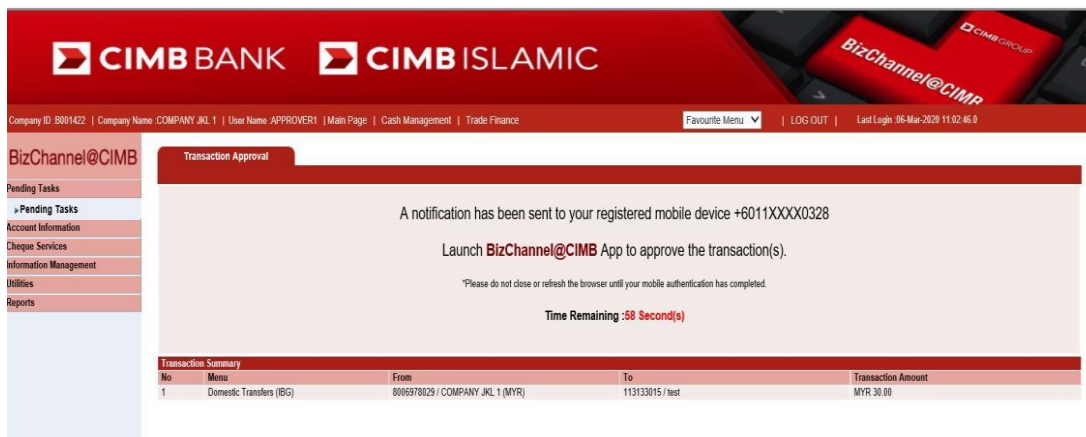 CIMB BANK CIMB ISLAMIC
CIMB GROUP
BizChannel@CIMB
Company ID :B001422 | Company Name :COMPANY JKL 1 | User Name :APPROVER1 | Main Page | Cash Management | Trade Finance Favourite Menu | LOG OUT | Last Login :06-Mar-2020 11:02:46.0
BizChannel@CIMB
Transaction Approval
Pending Tasks
Pending Tasks
Account Information
Cheque Services
Information Management
Utilities
Reports
A notification has been sent to your registered mobile device +6011XXXX0328
Launch BizChannel@CIMB App to approve the transaction(s).
*Please do not close or refresh the browser until your mobile authentication has completed.
Time Remaining :58 Second(s)
Transaction Summary
No Menu From To Transaction Amount
1 Domestic Transfers (IBG) 8006978029 / COMPANY JKL 1 (MYR) 113133015 / test MYR 30.00